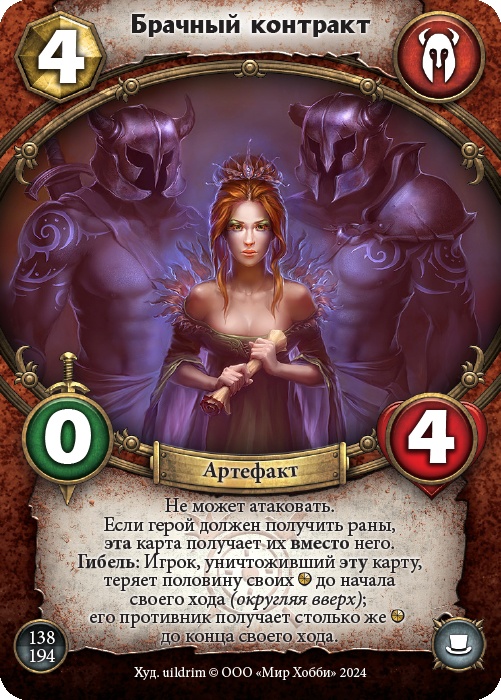 Брачный контракт
4
0
4
Артефакт
Не может атаковать.
Если герой должен получить раны,
эта карта получает их вместо него.
Гибель: Игрок, уничтоживший эту карту,
теряет половину своих до начала
своего хода (округляя вверх);
его противник получает столько же
до конца своего хода.
138
194
Худ. uildrim © ООО «Мир Хобби» 2024